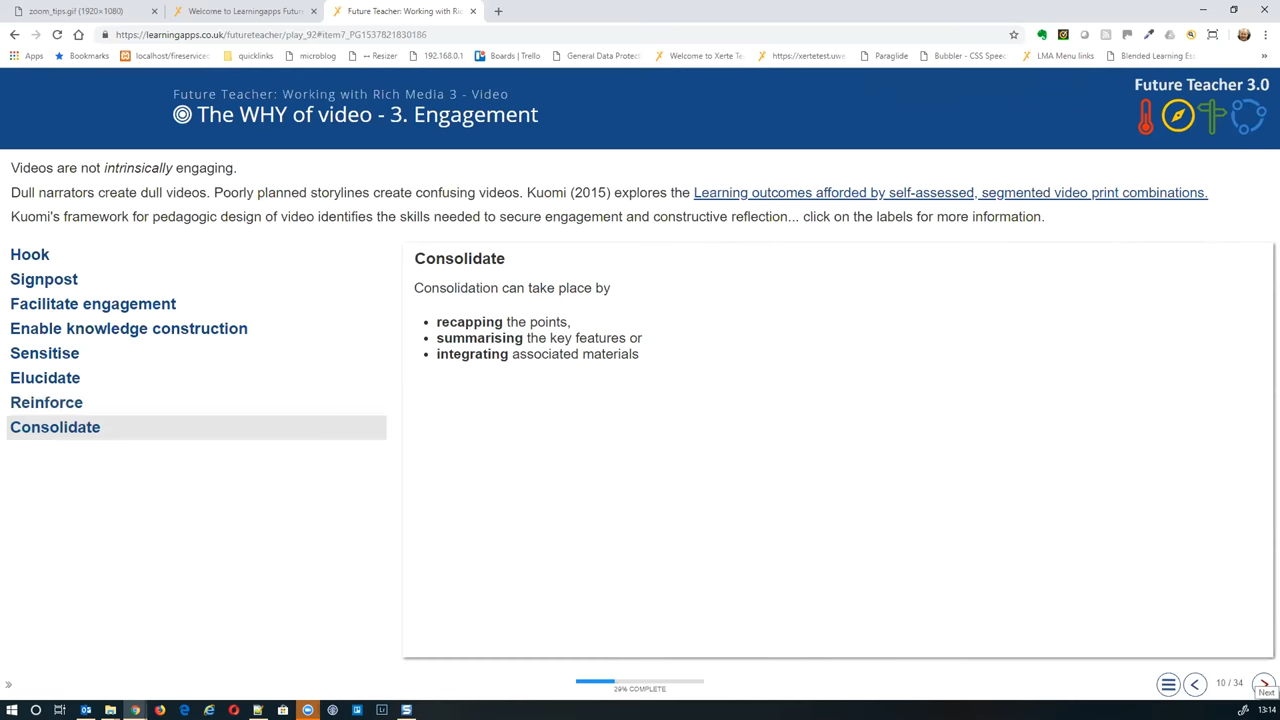 zoom_tips.gif (1920×1080)
Welcome to Learningapps Futur
Future Teacher: Working with Ric
https://learningapps.co.uk/futureteacher/play_92#item7_PG1537821830186
Apps Bookmarks localhost/fireservice quicklinks microblog ↔ Resizer 192.168.0.1 Boards | Trello General Data Protect Welcome to Xerte Te https://xertetest.uwe Paraglide Bubbler - CSS Speec LMA Menu links Blended Learning Ess »
Future Teacher: Working with Rich Media 3 - Video
The WHY of video - 3. Engagement
Future Teacher 3.0
Videos are not intrinsically engaging.
Dull narrators create dull videos. Poorly planned storylines create confusing videos. Kuomi (2015) explores the Learning outcomes afforded by self-assessed, segmented video print combinations.
Kuomi's framework for pedagogic design of video identifies the skills needed to secure engagement and constructive reflection... click on the labels for more information.
Hook
Signpost
Facilitate engagement
Enable knowledge construction
Sensitise
Elucidate
Reinforce
Consolidate
Consolidate
Consolidation can take place by
• recapping the points,
• summarising the key features or
• integrating associated materials
»
29% COMPLETE
10 / 34
Next
13:14